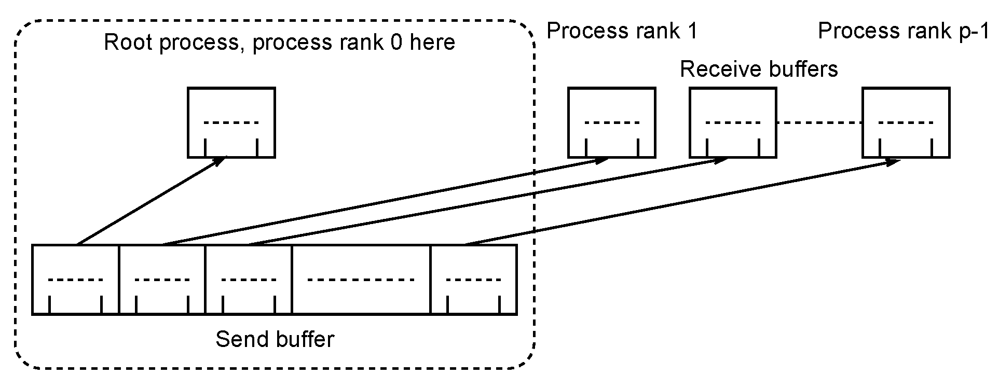 Root process, process rank 0 here
Process rank 1
Process rank p-1
Receive buffers
Send buffer